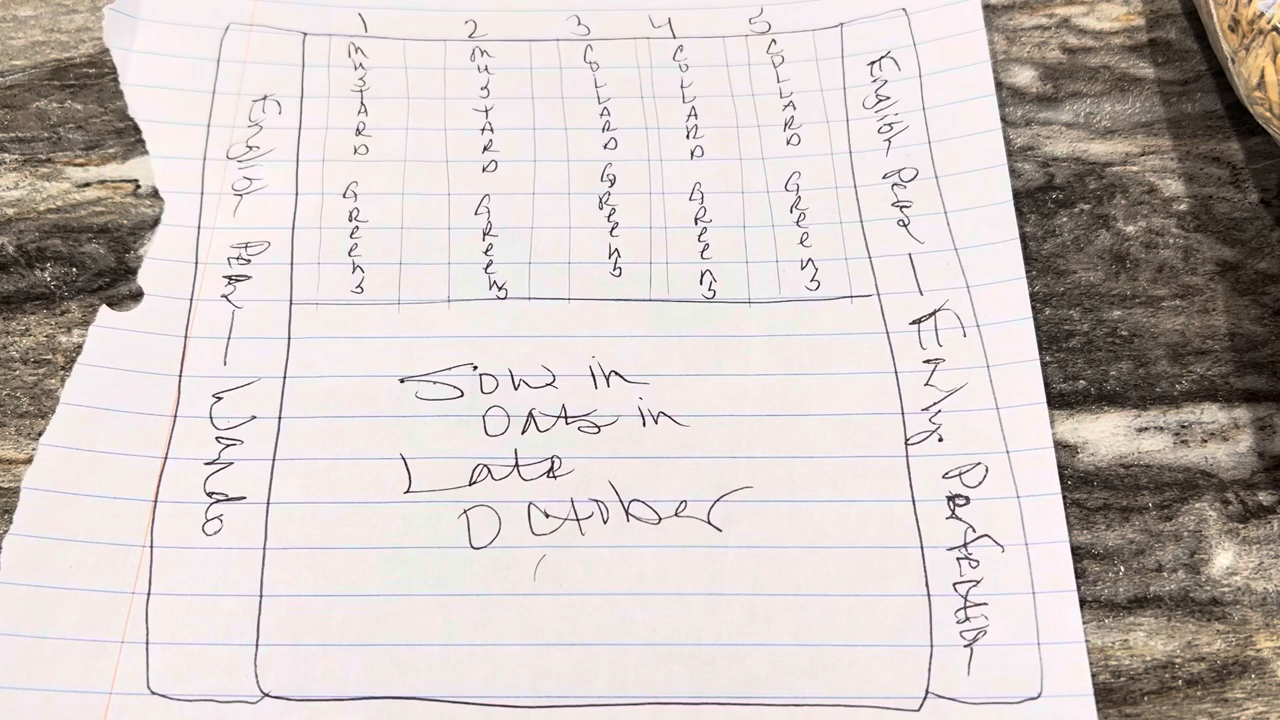 1 2 3 4 5
MUSTARD GReens
MUSTARD GReens
COLLARD GReens
COLLARD GReens
COLLARD GReens
English Peas — Wando
English Peas — Early Perfection
Sow in
Oats in
Late
October